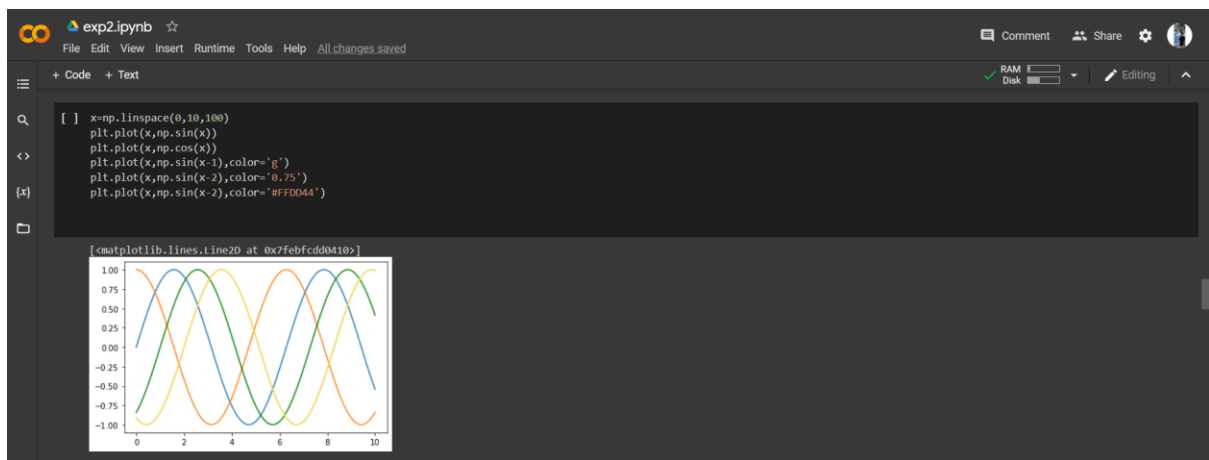 CO exp2.ipynb ☆
File Edit View Insert Runtime Tools Help All changes saved
Comment Share
+ Code + Text
RAM
Disk
Editing
[ ] x=np.linspace(0,10,100)
plt.plot(x,np.sin(x))
plt.plot(x,np.cos(x))
plt.plot(x,np.sin(x-1),color='g')
plt.plot(x,np.sin(x-2),color='0.75')
plt.plot(x,np.sin(x-2),color='#FFDD44')
<>
{x}
[<matplotlib.lines.Line2D at 0x7febfcdd0410>]
1.00
0.75
0.50
0.25
0.00
−0.25
−0.50
−0.75
−1.00
0 2 4 6 8 10